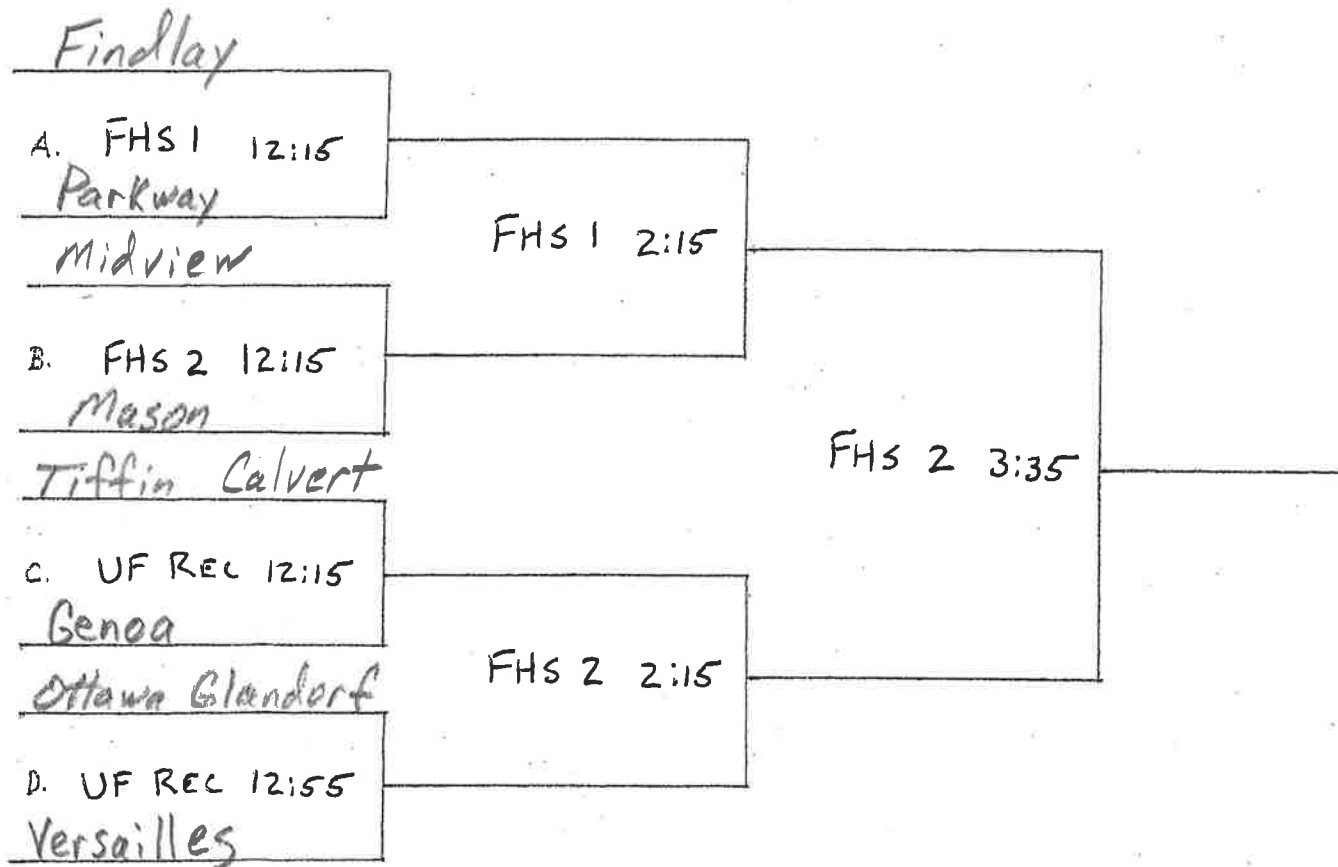 Findlay
A. FHS 1 12:15
Parkway
Midview
FHS 1 2:15
B. FHS 2 12:15
Mason
FHS 2 3:35
Tiffin Calvert
C. UF REC 12:15
Genoa
Ottawa Glandorf
FHS 2 2:15
D. UF REC 12:55
Versailles